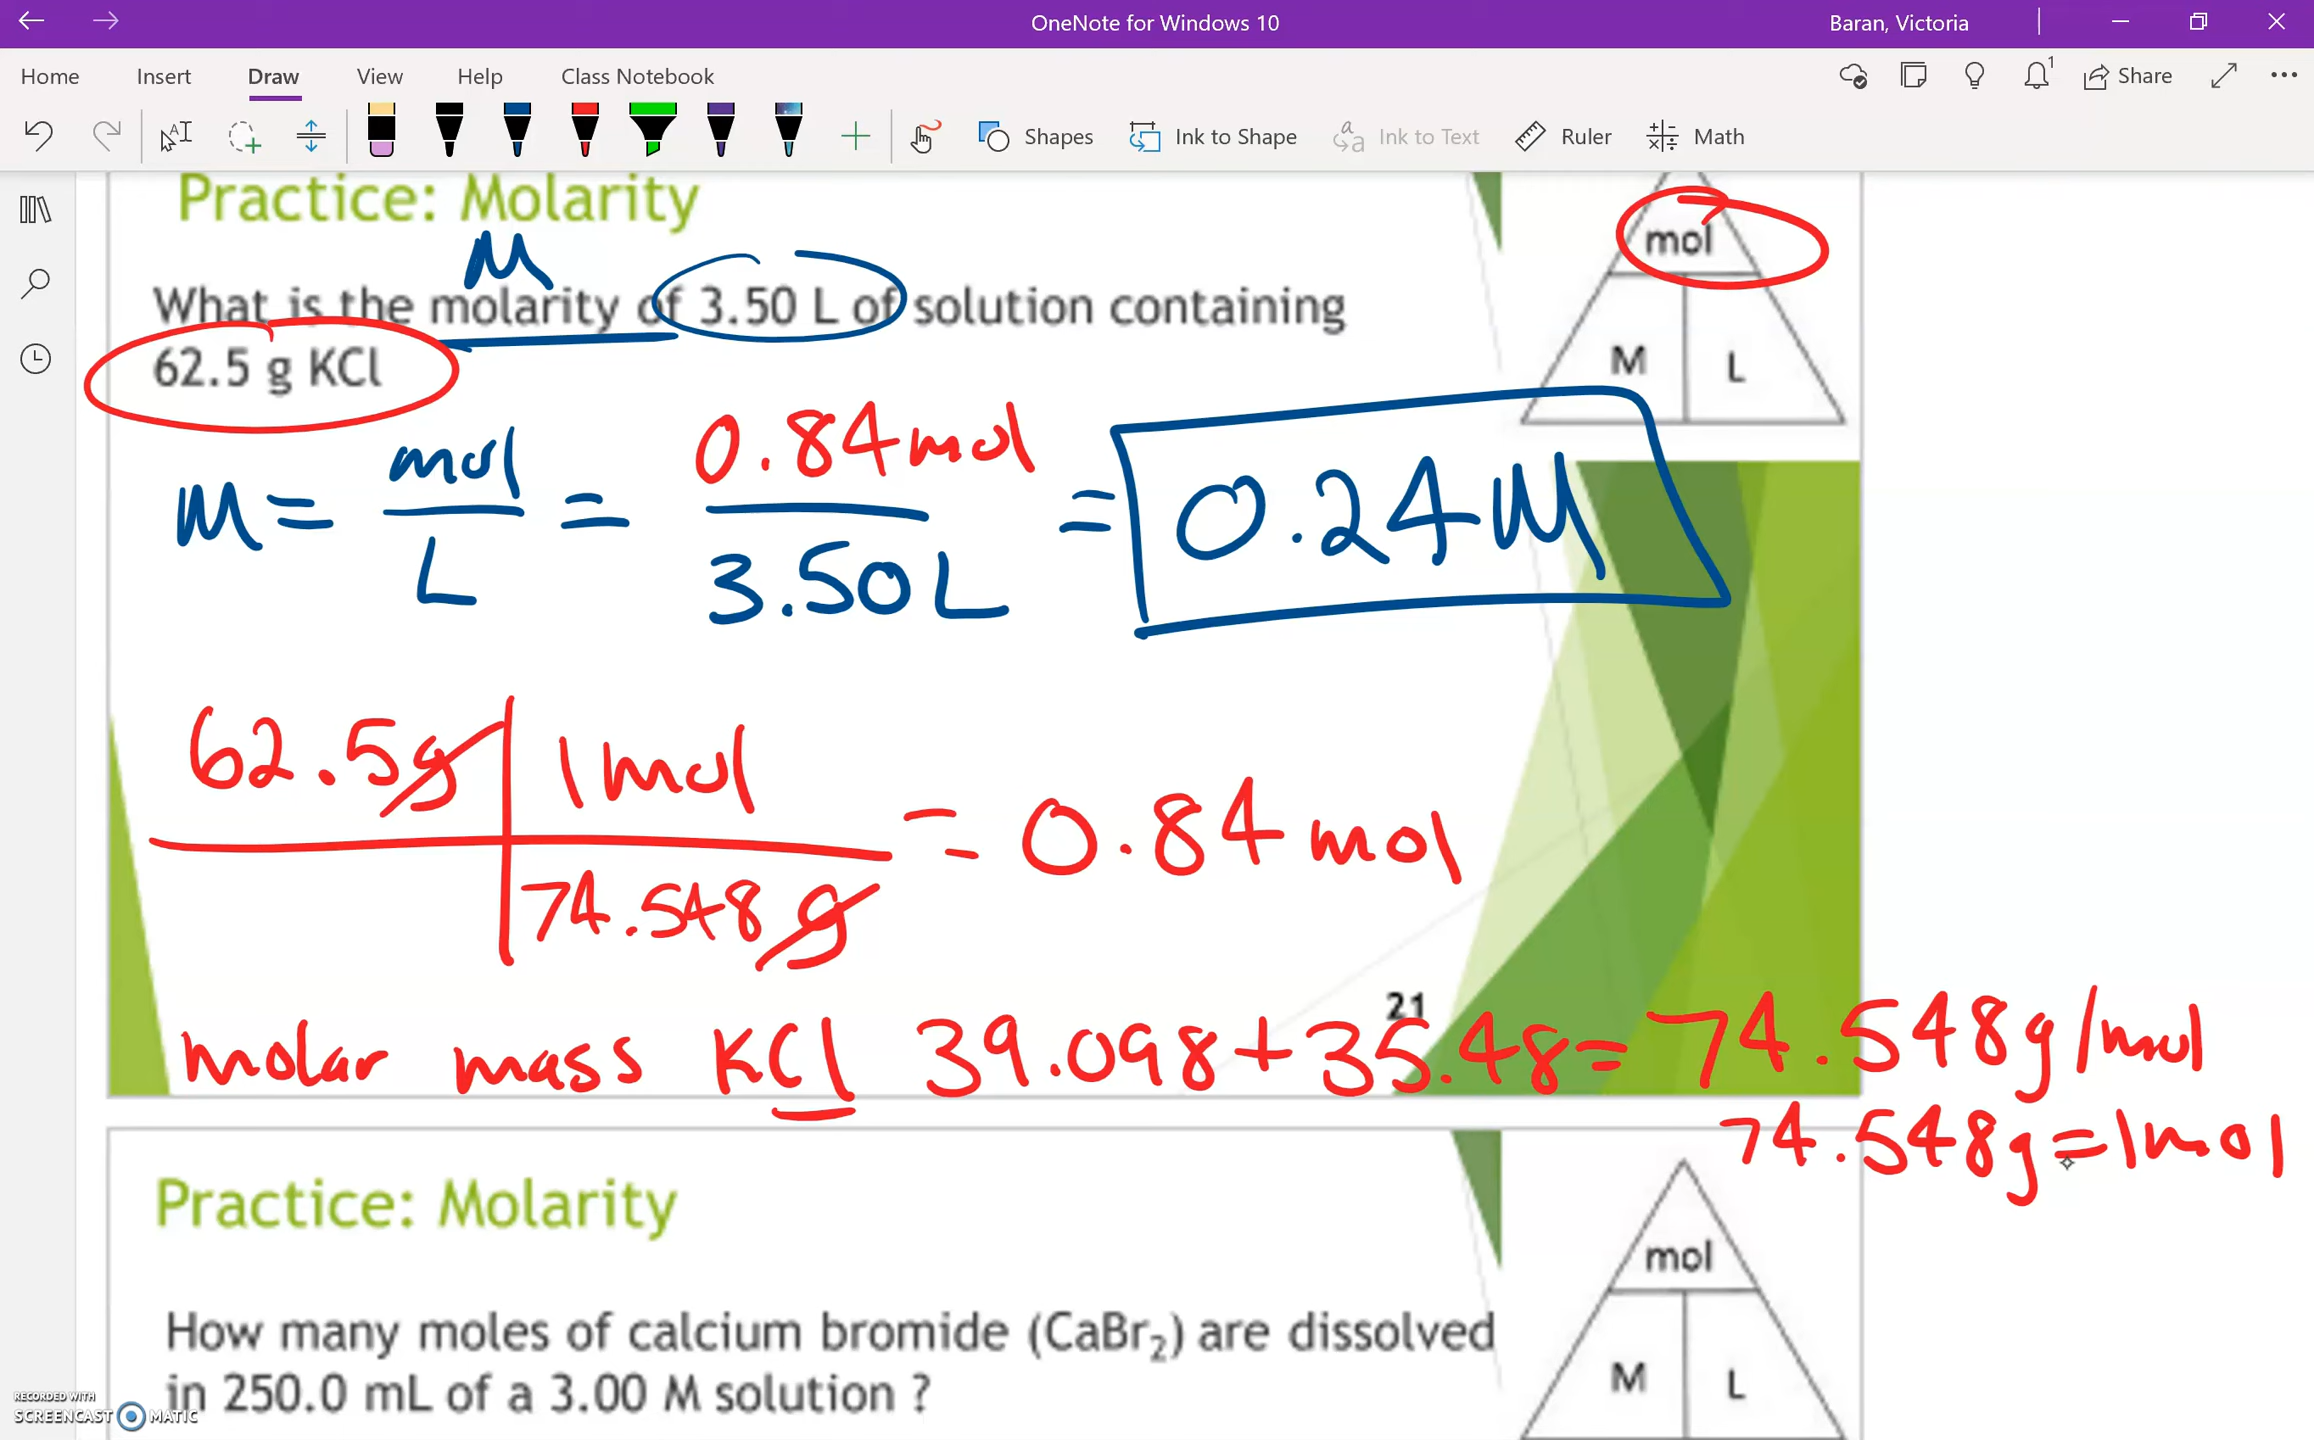 OneNote for Windows 10
Baran, Victoria
Home Insert Draw View Help Class Notebook
1 Share
Shapes Ink to Shape Ink to Text Ruler Math
Practice: Molarity
M
What is the molarity of 3.50 L of solution containing
62.5 g KCl
mol
M L
M = mol / L = 0.84 mol / 3.50 L = 0.24 M
62.5 g | 1 mol
74.548 g
= 0.84 mol
21
molar mass KCl 39.098 + 35.48 = 74.548 g/mol
74.548 g = 1 mol
Practice: Molarity
How many moles of calcium bromide (CaBr₂) are dissolved
in 250.0 mL of a 3.00 M solution ?
mol
M L
RECORDED WITH
SCREENCAST MATIC